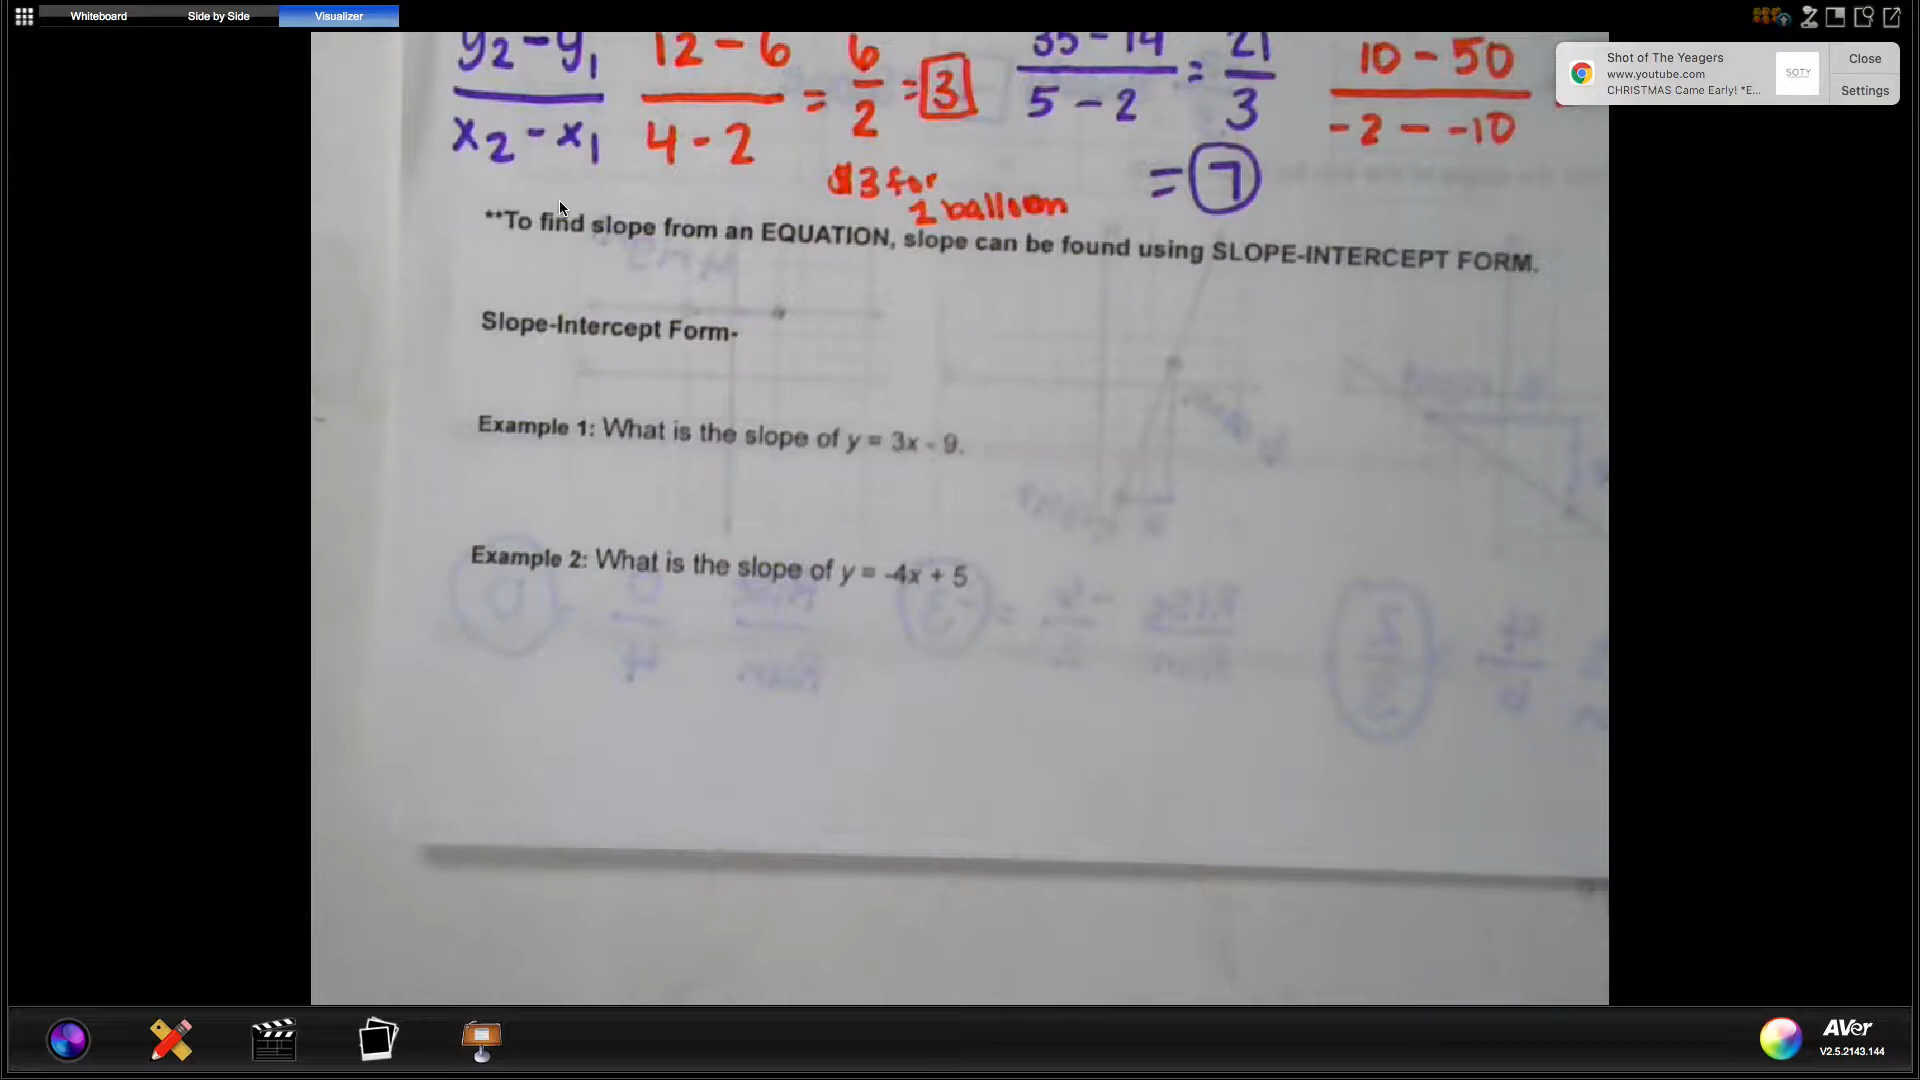 Whiteboard Side by Side Visualizer
Shot of The Yeagers
www.youtube.com
CHRISTMAS Came Early! *E...
SOTY
Close
Settings
y2-y1 / x2-x1 12-6 / 4-2 = 6/2 = 3 35-14 / 5-2 = 21/3 10-50 / -2--10
$3 for
1 balloon
= 7
**To find slope from an EQUATION, slope can be found using SLOPE-INTERCEPT FORM.
Slope-Intercept Form-
Example 1: What is the slope of y = 3x - 9.
Example 2: What is the slope of y = -4x + 5
AVer
V2.5.2143.144